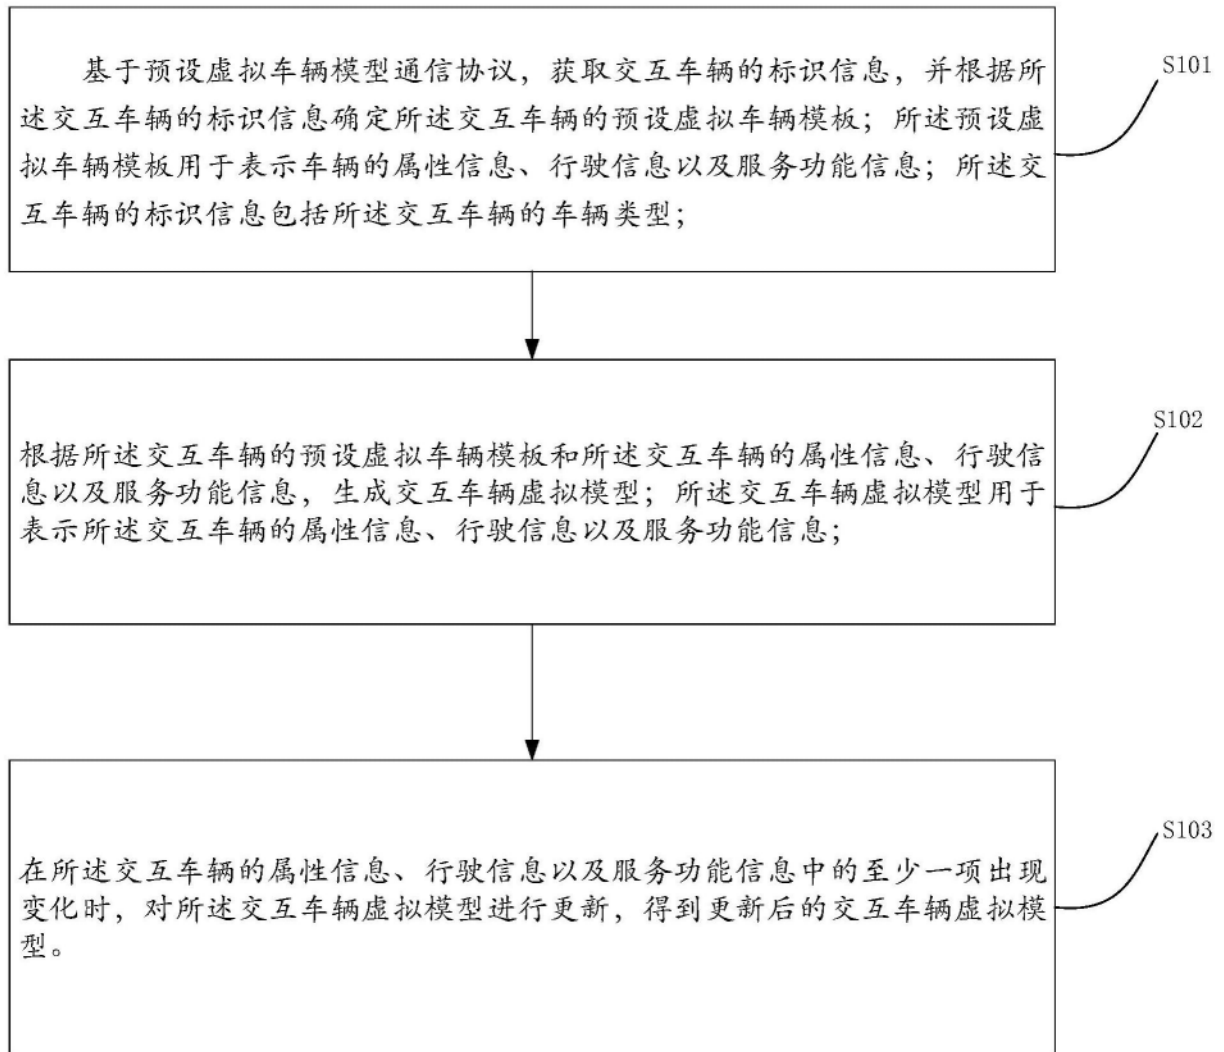 基于预设虚拟车辆模型通信协议，获取交互车辆的标识信息，并根据所
述交互车辆的标识信息确定所述交互车辆的预设虚拟车辆模板；所述预设虚
拟车辆模板用于表示车辆的属性信息、行驶信息以及服务功能信息；所述交
互车辆的标识信息包括所述交互车辆的车辆类型；
S101
根据所述交互车辆的预设虚拟车辆模板和所述交互车辆的属性信息、行驶信
息以及服务功能信息，生成交互车辆虚拟模型；所述交互车辆虚拟模型用于
表示所述交互车辆的属性信息、行驶信息以及服务功能信息；
S102
在所述交互车辆的属性信息、行驶信息以及服务功能信息中的至少一项出现
变化时，对所述交互车辆虚拟模型进行更新，得到更新后的交互车辆虚拟模
型。
S103